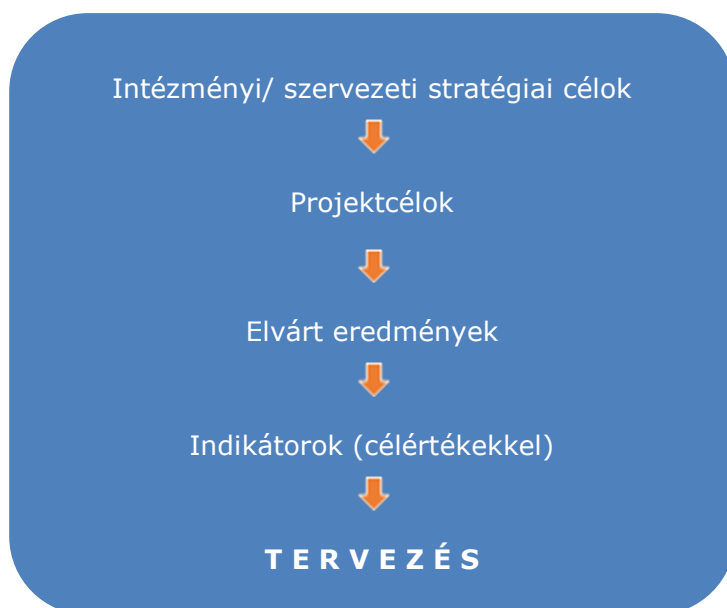 Intézményi/ szervezeti stratégiai célok
Projektcélok
Elvárt eredmények
Indikátorok (célértékekkel)
T E R V E Z É S